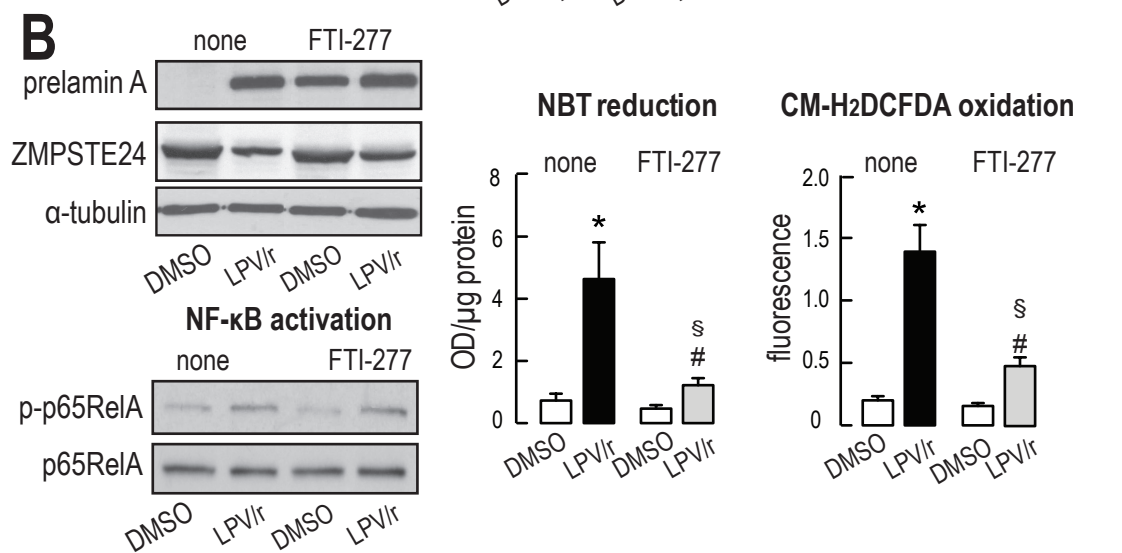 B
none FTI-277
prelamin A
ZMPSTE24
α-tubulin
DMSO LPV/r DMSO LPV/r
NF-κB activation
none FTI-277
p-p65RelA
p65RelA
DMSO LPV/r DMSO LPV/r
NBT reduction
none FTI-277
OD/µg protein
8
6
4
2
0
*
§
#
DMSO LPV/r DMSO LPV/r
CM-H2DCFDA oxidation
none FTI-277
fluorescence
2.0
1.5
1.0
0.5
0
*
§
#
DMSO LPV/r DMSO LPV/r